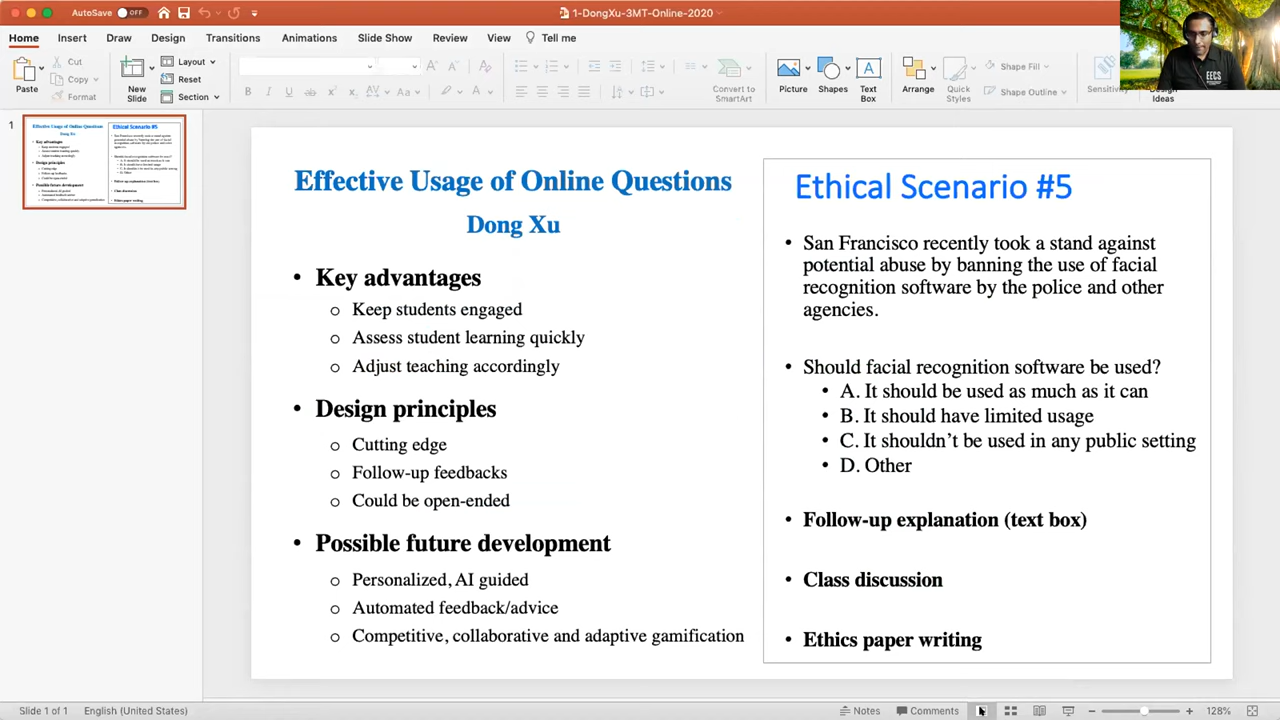 AutoSave OFF
1-DongXu-3MT-Online-2020
Home Insert Draw Design Transitions Animations Slide Show Review View Tell me
Paste
Cut
Copy
Format
New Slide
Layout
Reset
Section
Convert to SmartArt
Picture
Shapes
Text Box
Arrange
Quick Styles
Shape Fill
Shape Outline
Design Ideas
EECS
1
Effective Usage of Online Questions
Dong Xu
• Key advantages
o Keep students engaged
o Assess student learning quickly
o Adjust teaching accordingly
• Design principles
o Cutting edge
o Follow-up feedbacks
o Could be open-ended
• Possible future development
o Personalized, AI guided
o Automated feedback/advice
o Competitive, collaborative and adaptive gamification
Ethical Scenario #5
• San Francisco recently took a stand against
potential abuse by banning the use of facial
recognition software by the police and other
agencies.
• Should facial recognition software be used?
• A. It should be used as much as it can
• B. It should have limited usage
• C. It shouldn't be used in any public setting
• D. Other
• Follow-up explanation (text box)
• Class discussion
• Ethics paper writing
Slide 1 of 1 English (United States) Notes Comments 128%